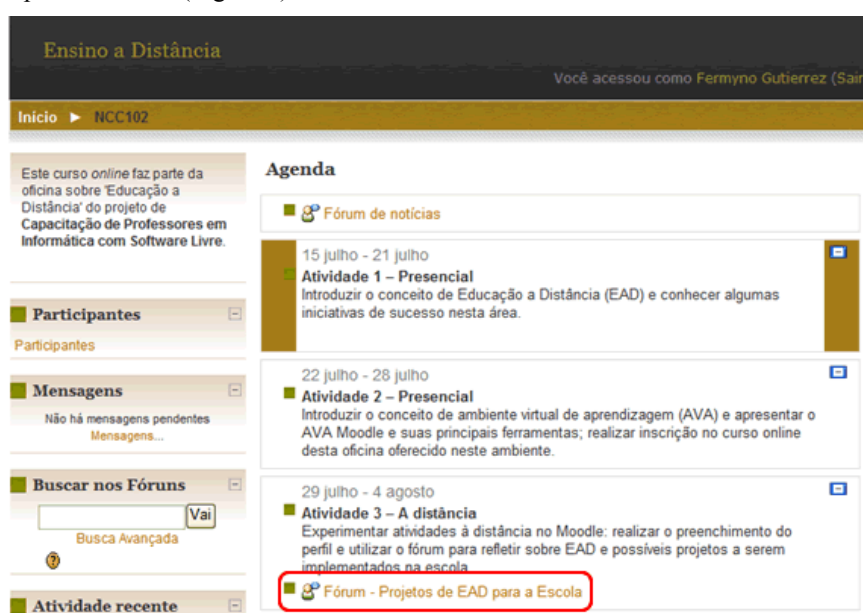 Ensino a Distância
Você acessou como Fermyno Gutierrez (Sair
Início ► NCC102
Este curso online faz parte da
oficina sobre 'Educação a
Distância' do projeto de
Capacitação de Professores em
Informática com Software Livre.
Participantes
Participantes
Mensagens
Não há mensagens pendentes
Mensagens...
Buscar nos Fóruns
Vai
Busca Avançada
Atividade recente
Agenda
Fórum de notícias
15 julho - 21 julho
Atividade 1 – Presencial
Introduzir o conceito de Educação a Distância (EAD) e conhecer algumas
iniciativas de sucesso nesta área.
22 julho - 28 julho
Atividade 2 – Presencial
Introduzir o conceito de ambiente virtual de aprendizagem (AVA) e apresentar o
AVA Moodle e suas principais ferramentas; realizar inscrição no curso online
desta oficina oferecido neste ambiente.
29 julho - 4 agosto
Atividade 3 – A distância
Experimentar atividades à distância no Moodle: realizar o preenchimento do
perfil e utilizar o fórum para refletir sobre EAD e possíveis projetos a serem
implementados na escola
Fórum - Projetos de EAD para a Escola